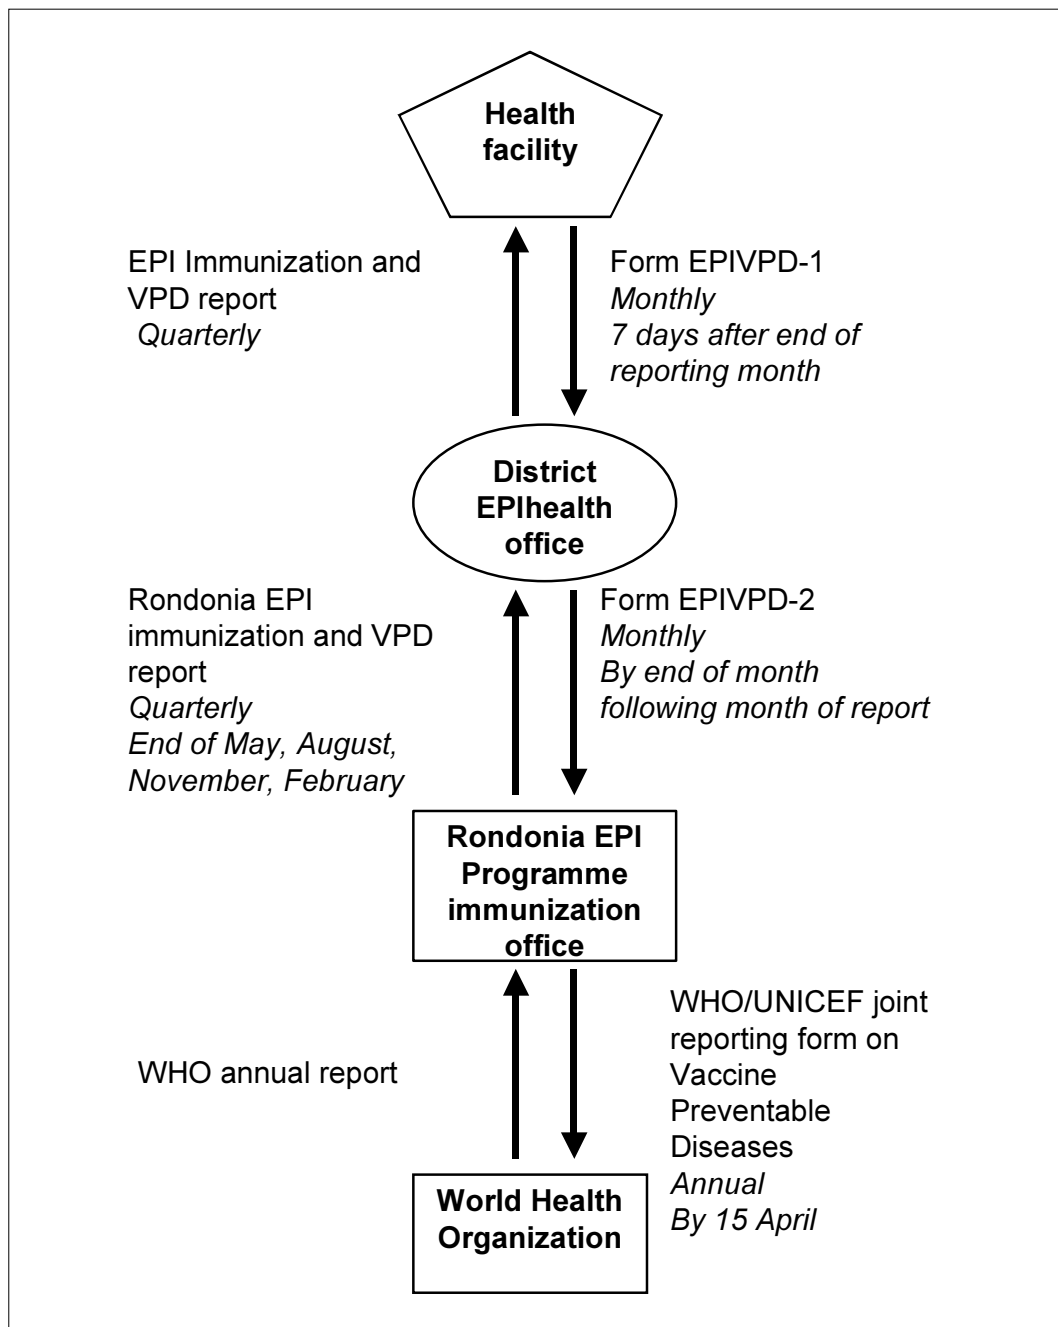 Health
facility
EPI Immunization and
VPD report
Quarterly
Form EPIVPD-1
Monthly
7 days after end of
reporting month
District
EPIhealth
office
Rondonia EPI
immunization and VPD
report
Quarterly
End of May, August,
November, February
Form EPIVPD-2
Monthly
By end of month
following month of report
Rondonia EPI
Programme
immunization
office
WHO annual report
WHO/UNICEF joint
reporting form on
Vaccine
Preventable
Diseases
Annual
By 15 April
World Health
Organization